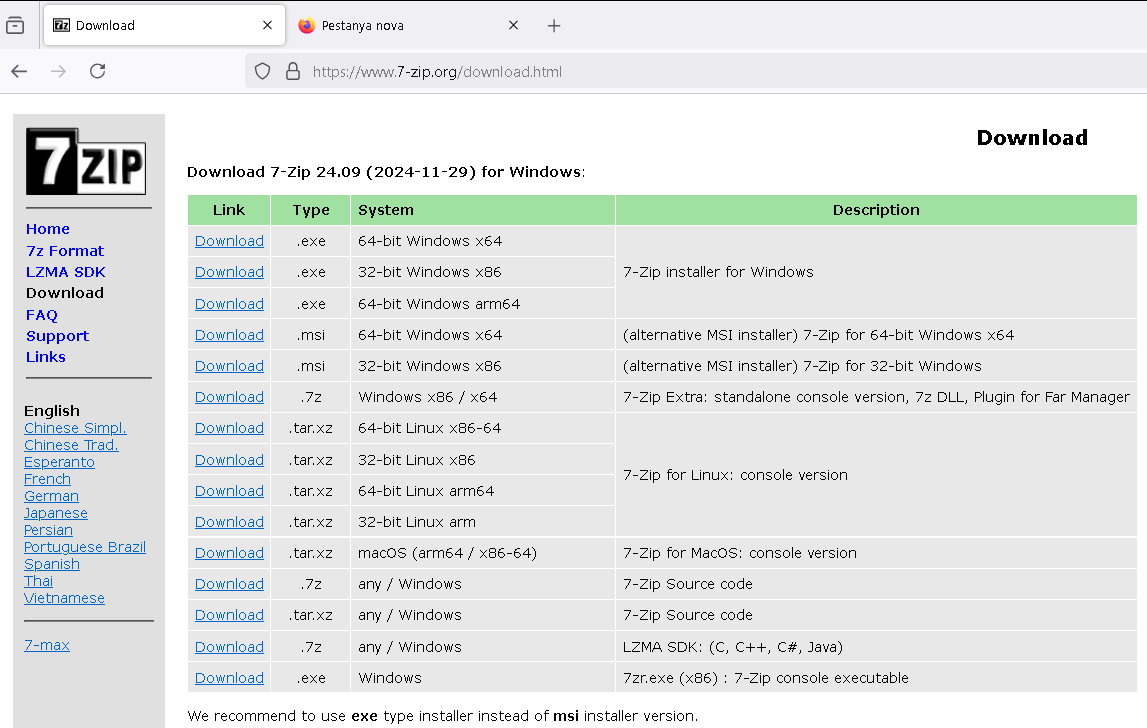 Download
Pestanya nova
https://www.7-zip.org/download.html
7z
7 ZIP
Home
7z Format
LZMA SDK
Download
FAQ
Support
Links
English
Chinese Simpl.
Chinese Trad.
Esperanto
French
German
Japanese
Persian
Portuguese Brazil
Spanish
Thai
Vietnamese
7-max
Download
Download 7-Zip 24.09 (2024-11-29) for Windows:
Link Type System Description
Download .exe 64-bit Windows x64
Download .exe 32-bit Windows x86 7-Zip installer for Windows
Download .exe 64-bit Windows arm64
Download .msi 64-bit Windows x64 (alternative MSI installer) 7-Zip for 64-bit Windows x64
Download .msi 32-bit Windows x86 (alternative MSI installer) 7-Zip for 32-bit Windows
Download .7z Windows x86 / x64 7-Zip Extra: standalone console version, 7z DLL, Plugin for Far Manager
Download .tar.xz 64-bit Linux x86-64
Download .tar.xz 32-bit Linux x86
7-Zip for Linux: console version
Download .tar.xz 64-bit Linux arm64
Download .tar.xz 32-bit Linux arm
Download .tar.xz macOS (arm64 / x86-64) 7-Zip for MacOS: console version
Download .7z any / Windows 7-Zip Source code
Download .tar.xz any / Windows 7-Zip Source code
Download .7z any / Windows LZMA SDK: (C, C++, C#, Java)
Download .exe Windows 7zr.exe (x86) : 7-Zip console executable
We recommend to use exe type installer instead of msi installer version.